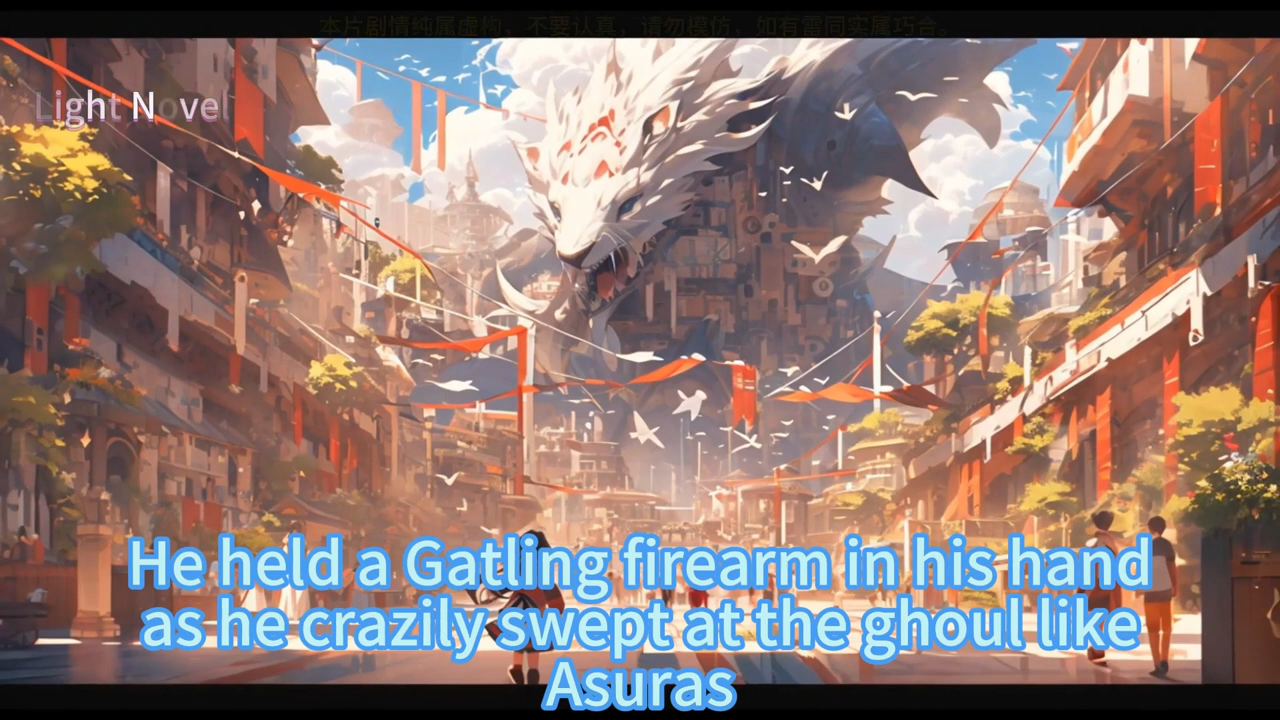 本片剧情纯属虚构，不要认真，请勿模仿，如有雷同实属巧合。
Light Novel
He held a Gatling firearm in his hand
as he crazily swept at the ghoul like
Asuras